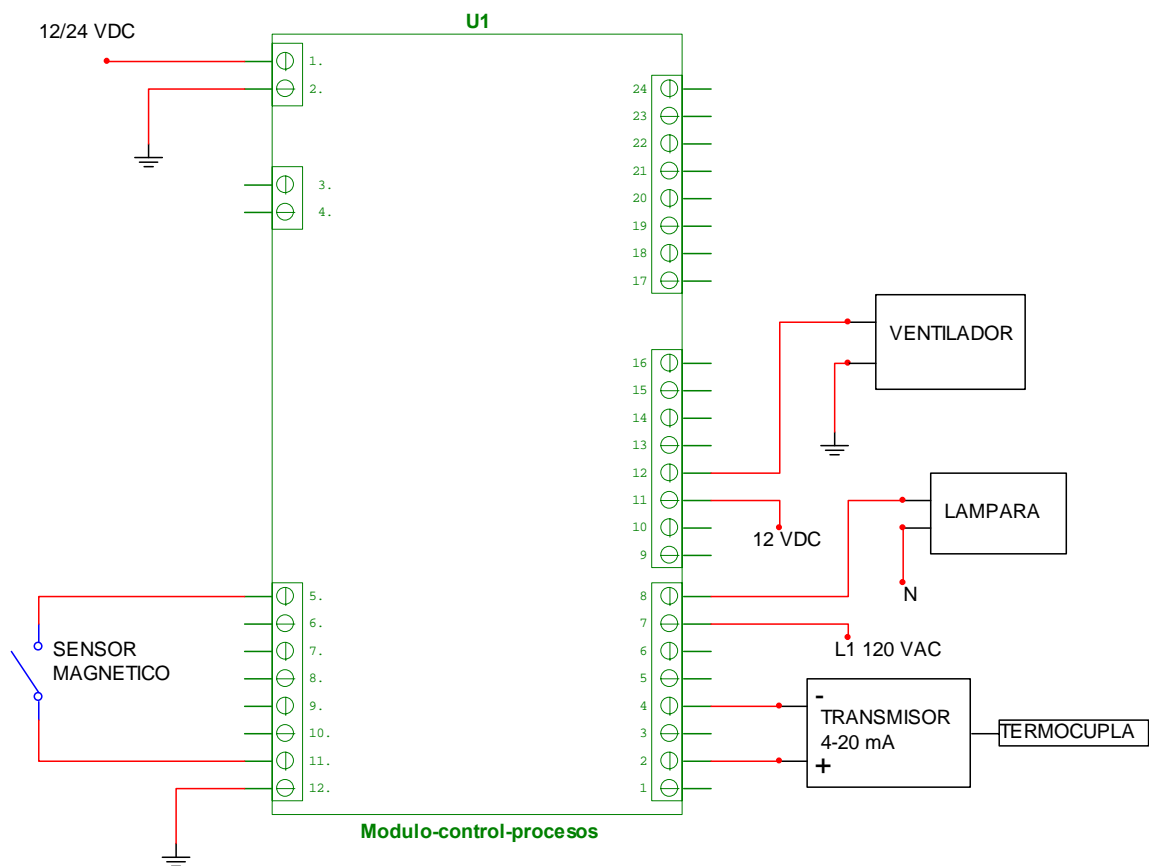 U1
12/24 VDC
1.
2.
3.
4.
24
23
22
21
20
19
18
17
VENTILADOR
16
15
14
13
12
11
10
9
12 VDC
LAMPARA
N
5.
6.
7.
8.
9.
10.
11.
12.
SENSOR
MAGNETICO
8
7
6
5
4
3
2
1
L1 120 VAC
-
TRANSMISOR
4-20 mA
+
TERMOCUPLA
Modulo-control-procesos